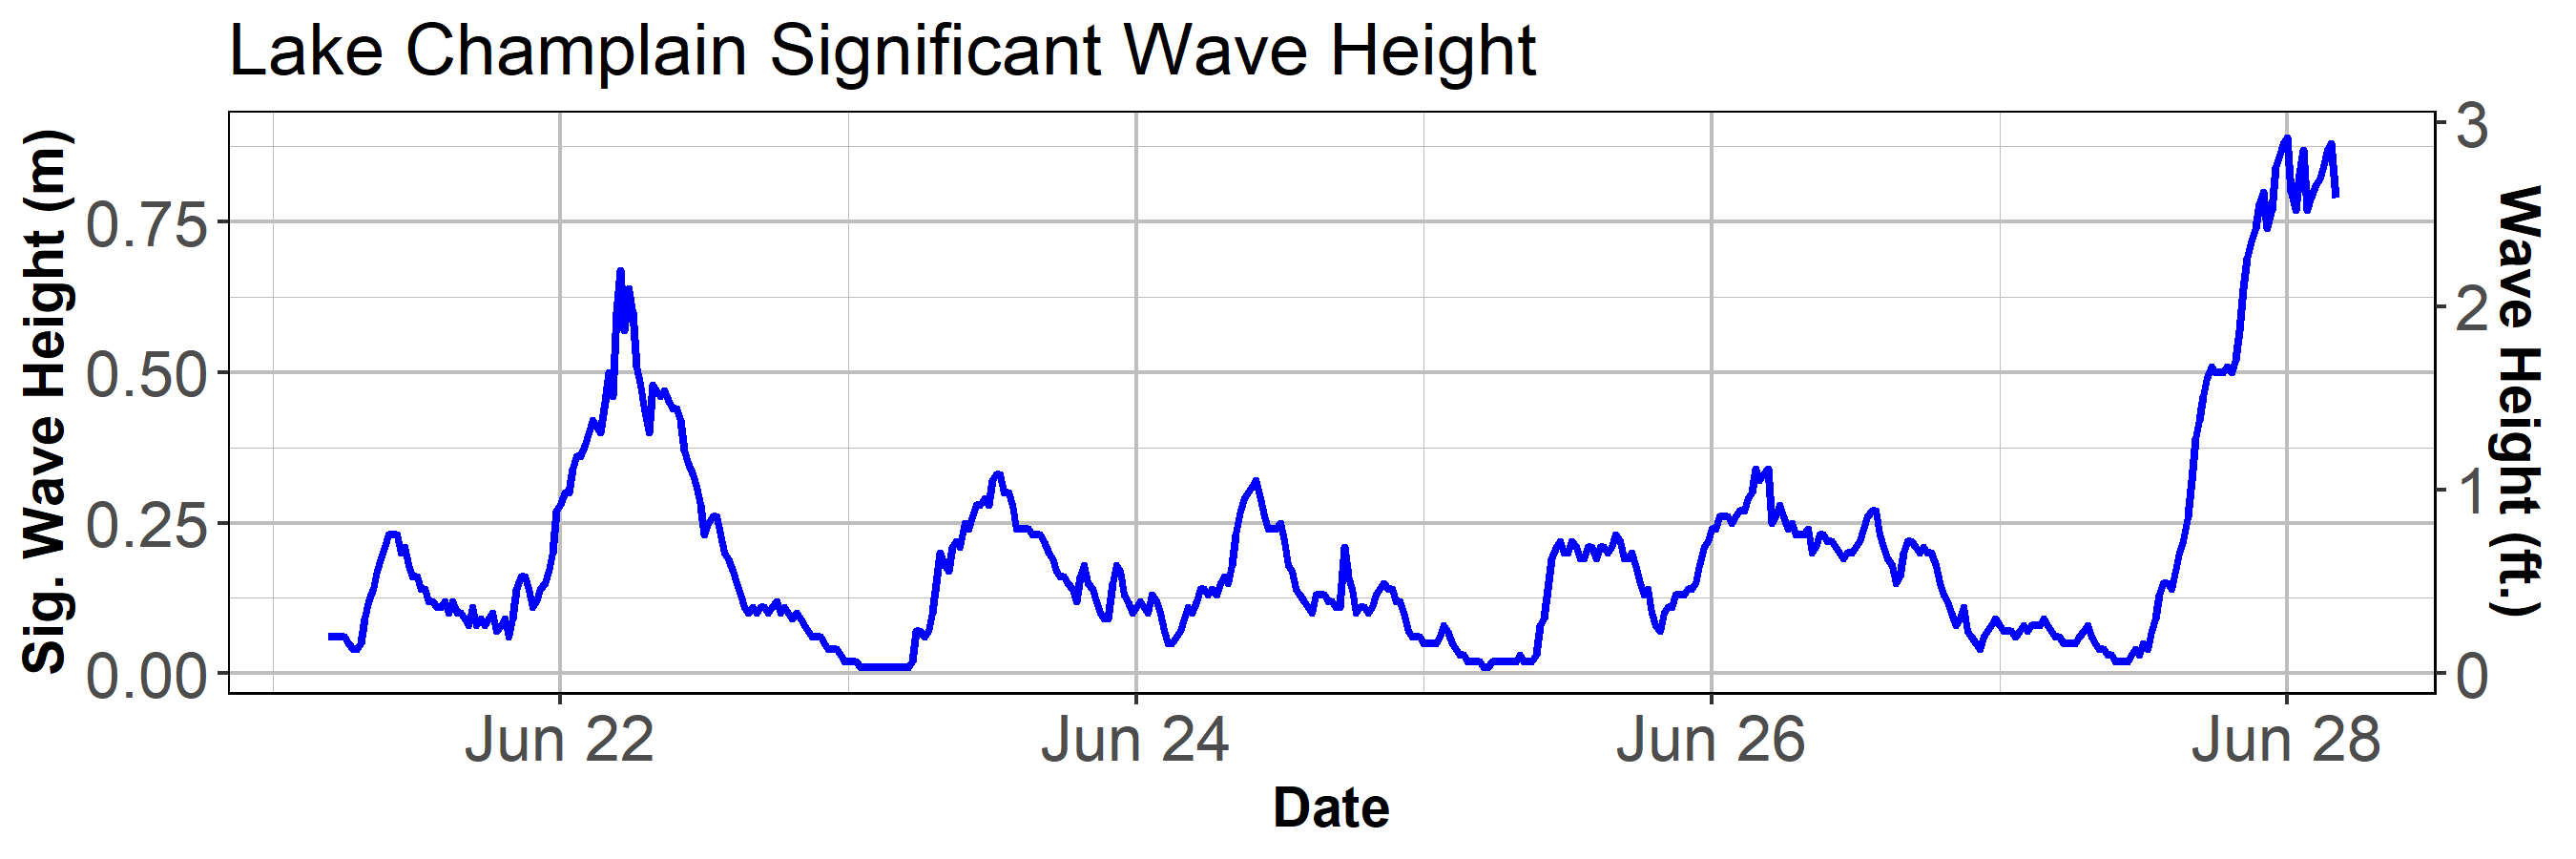 Lake Champlain Significant Wave Height
Sig. Wave Height (m)
0.75
0.50
0.25
0.00
3
2
1
0
Wave Height (ft.)
Jun 22
Jun 24
Jun 26
Jun 28
Date